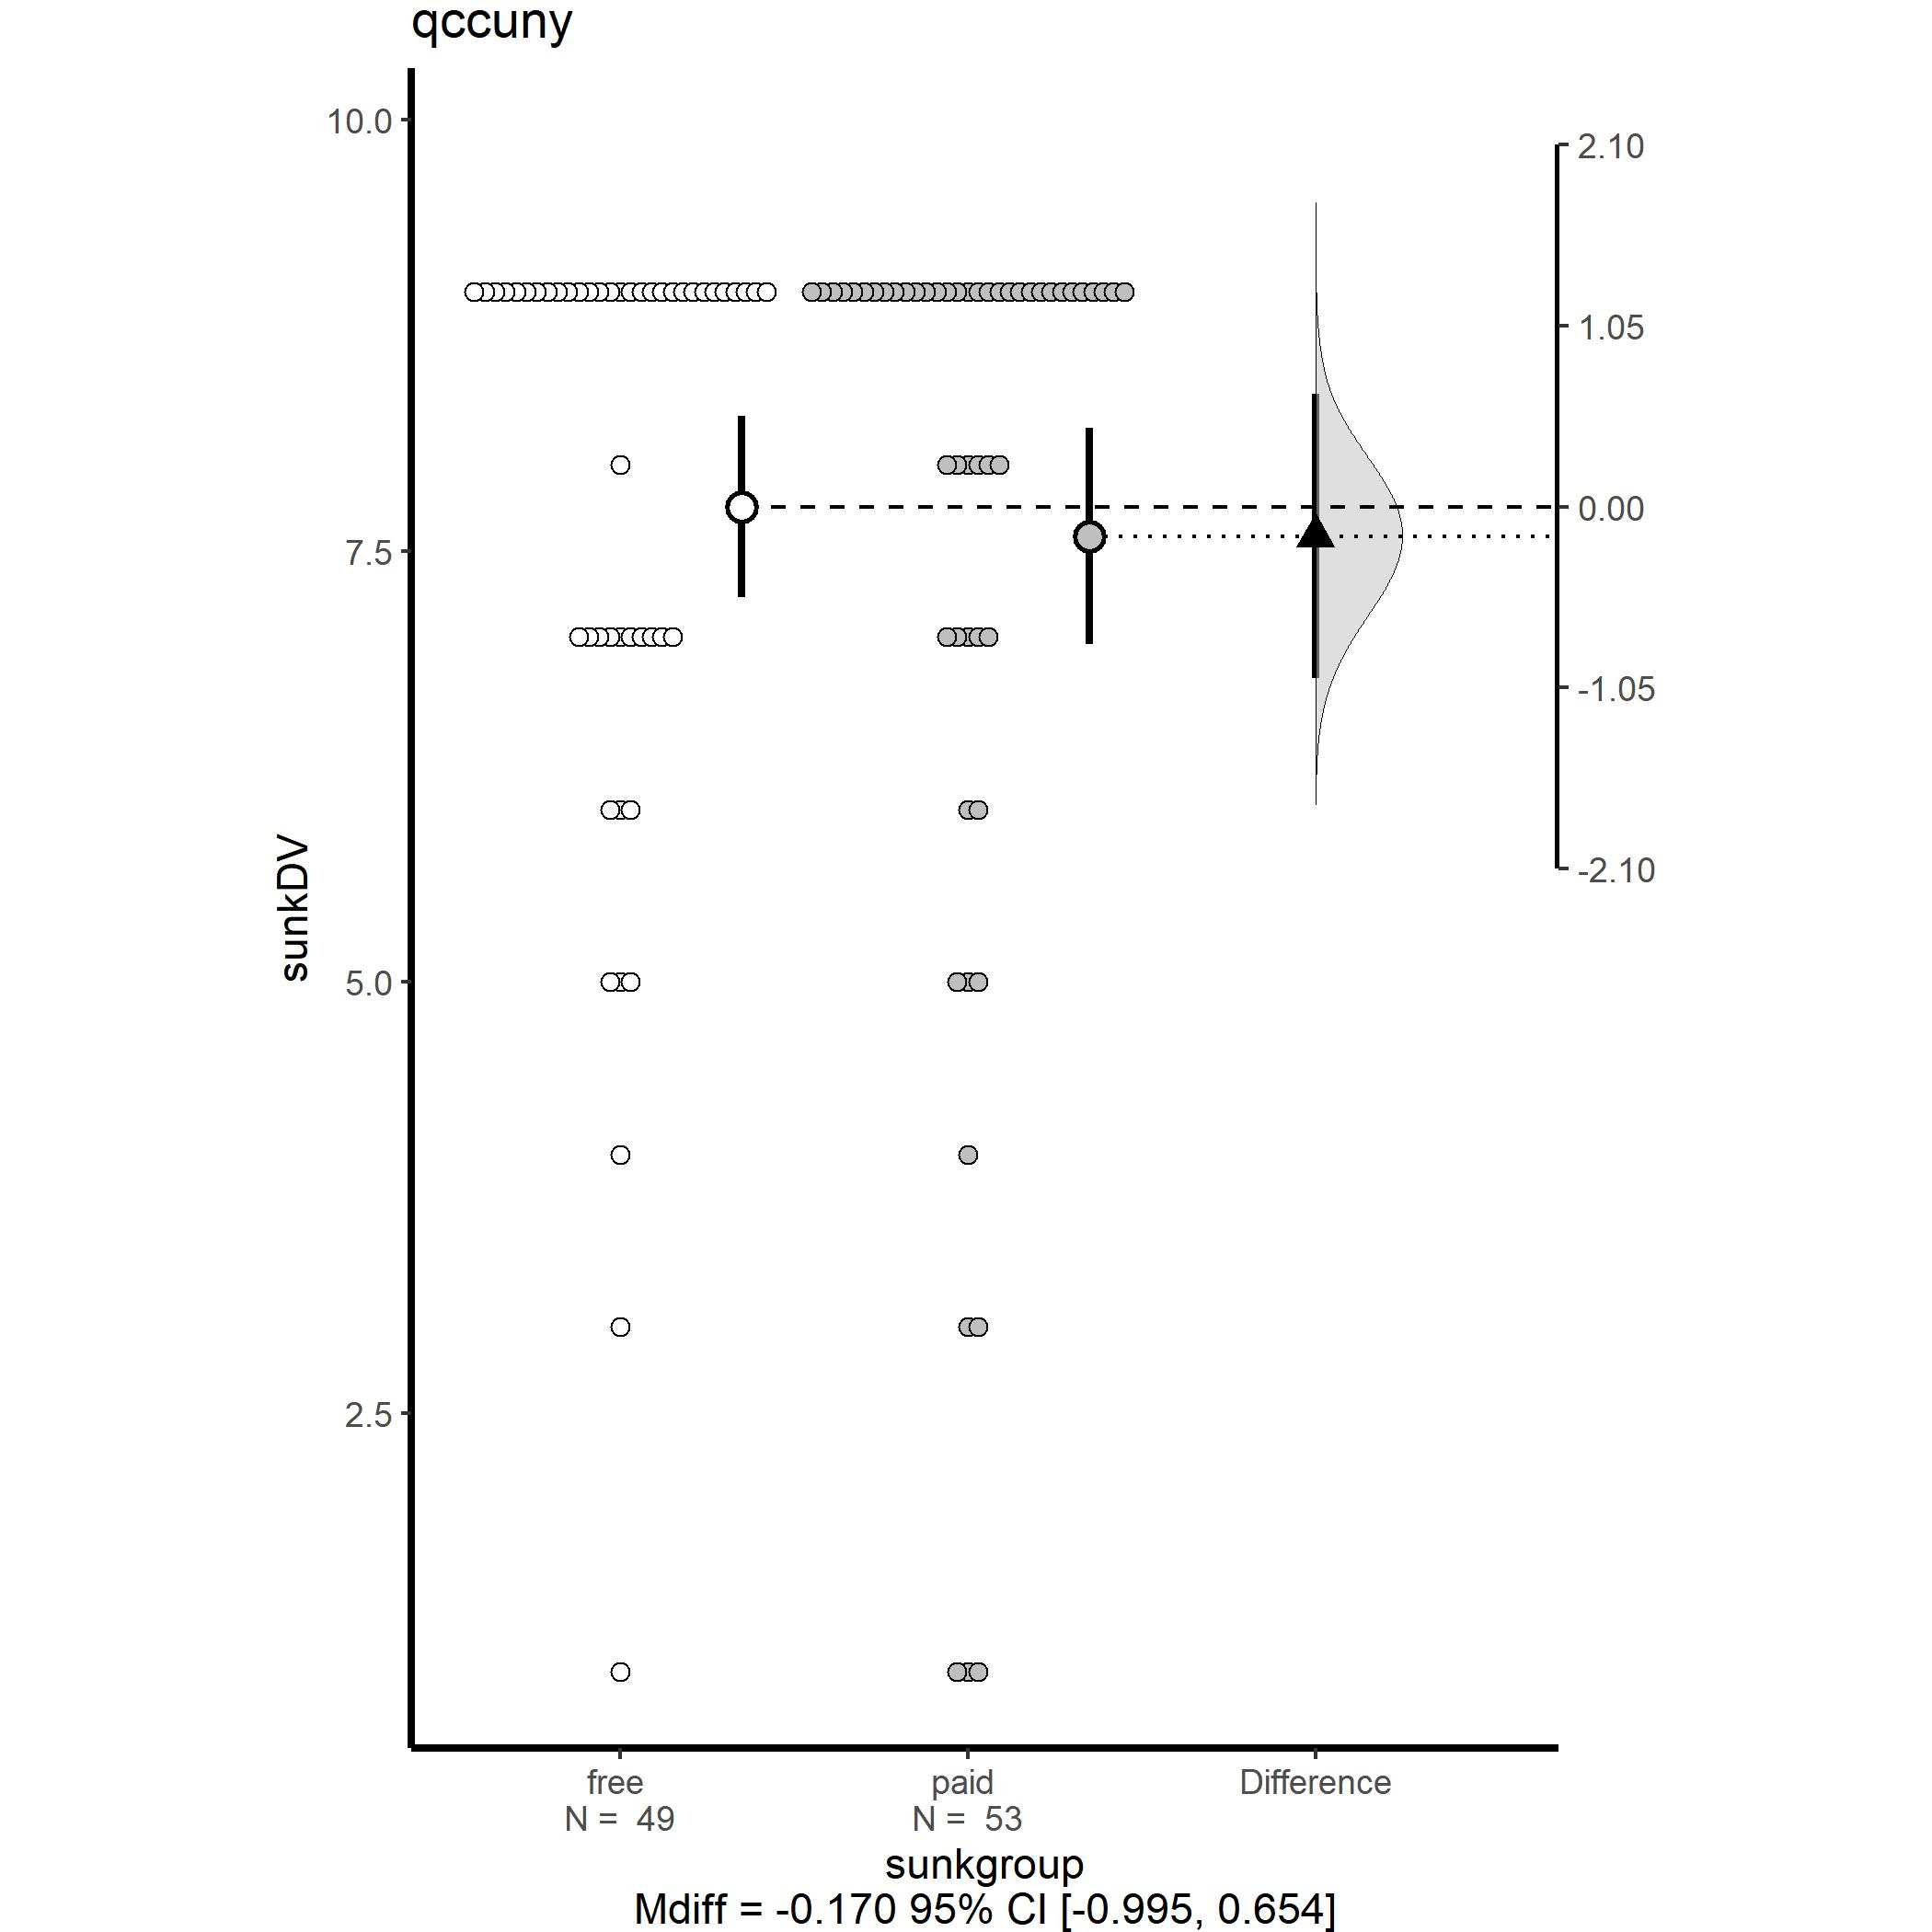 qccuny
10.0
7.5
5.0
2.5
sunkDV
2.10
1.05
0.00
-1.05
-2.10
free
N =  49
paid
N =  53
Difference
sunkgroup
Mdiff = -0.170 95% CI [-0.995, 0.654]